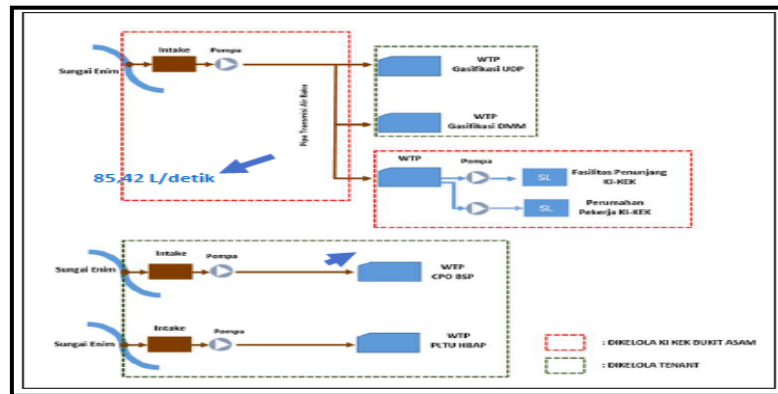 Sungai Enim
Intake
Pompa
Pipa Transmisi Air Baku
85,42 L/detik
WTP
Gasifikasi UDP
WTP
Gasifikasi DMM
WTP
Pompa
SL
Fasilitas Penunjang
KI-KEK
SL
Perumahan
Pekerja KI-KEK
Sungai Enim
Intake
Pompa
WTP
CPO BSP
Sungai Enim
Intake
Pompa
WTP
PLTU HBAP
: DIKELOLA KI KEK BUKIT ASAM
: DIKELOLA TENANT